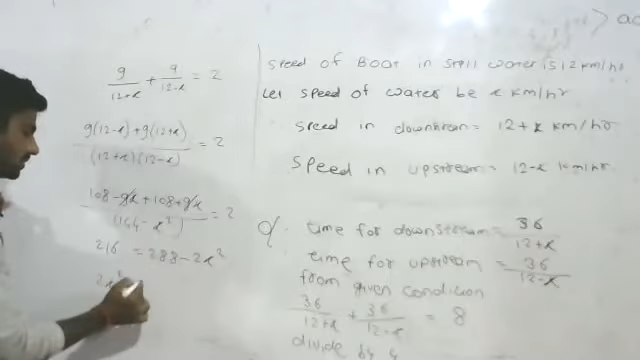 9/(12+x) + 9/(12-x) = 2
9(12-x)+9(12+x)/(12+x)(12-x) = 2
108-9x+108+9x/(144-x²) = 2
216 = 288-2x²
2x²
speed of Boat in still water is 12 km/hr
Let speed of water be x km/hr
speed in downtream = 12+x km/hr
speed in upstream = 12-x km/hr
time for downstream = 36/(12+x)
time for upstream = 36/(12-x)
from given condition
36/(12+x) + 36/(12-x) = 8
divide by 4